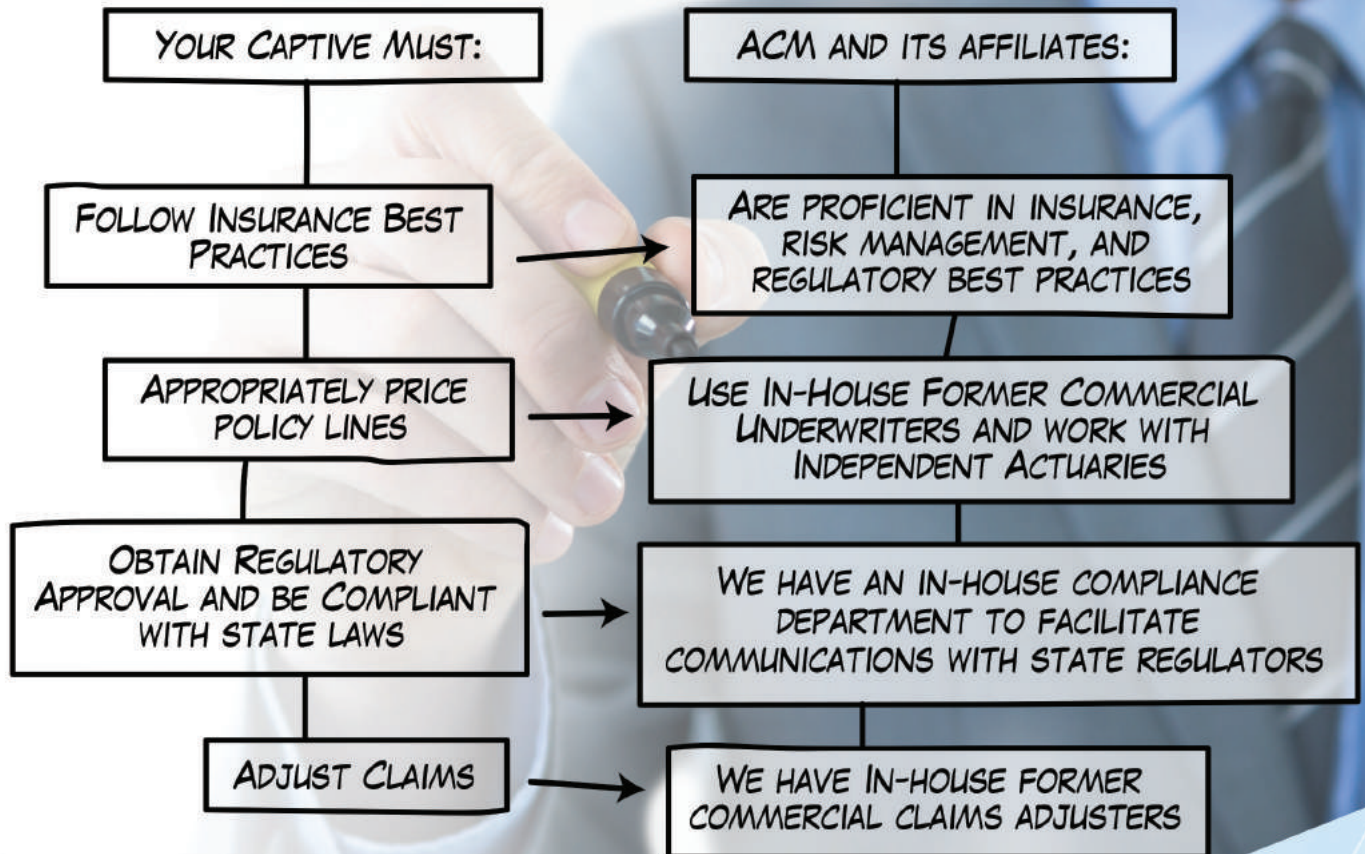 YOUR CAPTIVE MUST:
ACM AND ITS AFFILIATES:
FOLLOW INSURANCE BEST
PRACTICES
ARE PROFICIENT IN INSURANCE,
RISK MANAGEMENT, AND
REGULATORY BEST PRACTICES
APPROPRIATELY PRICE
POLICY LINES
USE IN-HOUSE FORMER COMMERCIAL
UNDERWRITERS AND WORK WITH
INDEPENDENT ACTUARIES
OBTAIN REGULATORY
APPROVAL AND BE COMPLIANT
WITH STATE LAWS
WE HAVE AN IN-HOUSE COMPLIANCE
DEPARTMENT TO FACILITATE
COMMUNICATIONS WITH STATE REGULATORS
ADJUST CLAIMS
WE HAVE IN-HOUSE FORMER
COMMERCIAL CLAIMS ADJUSTERS